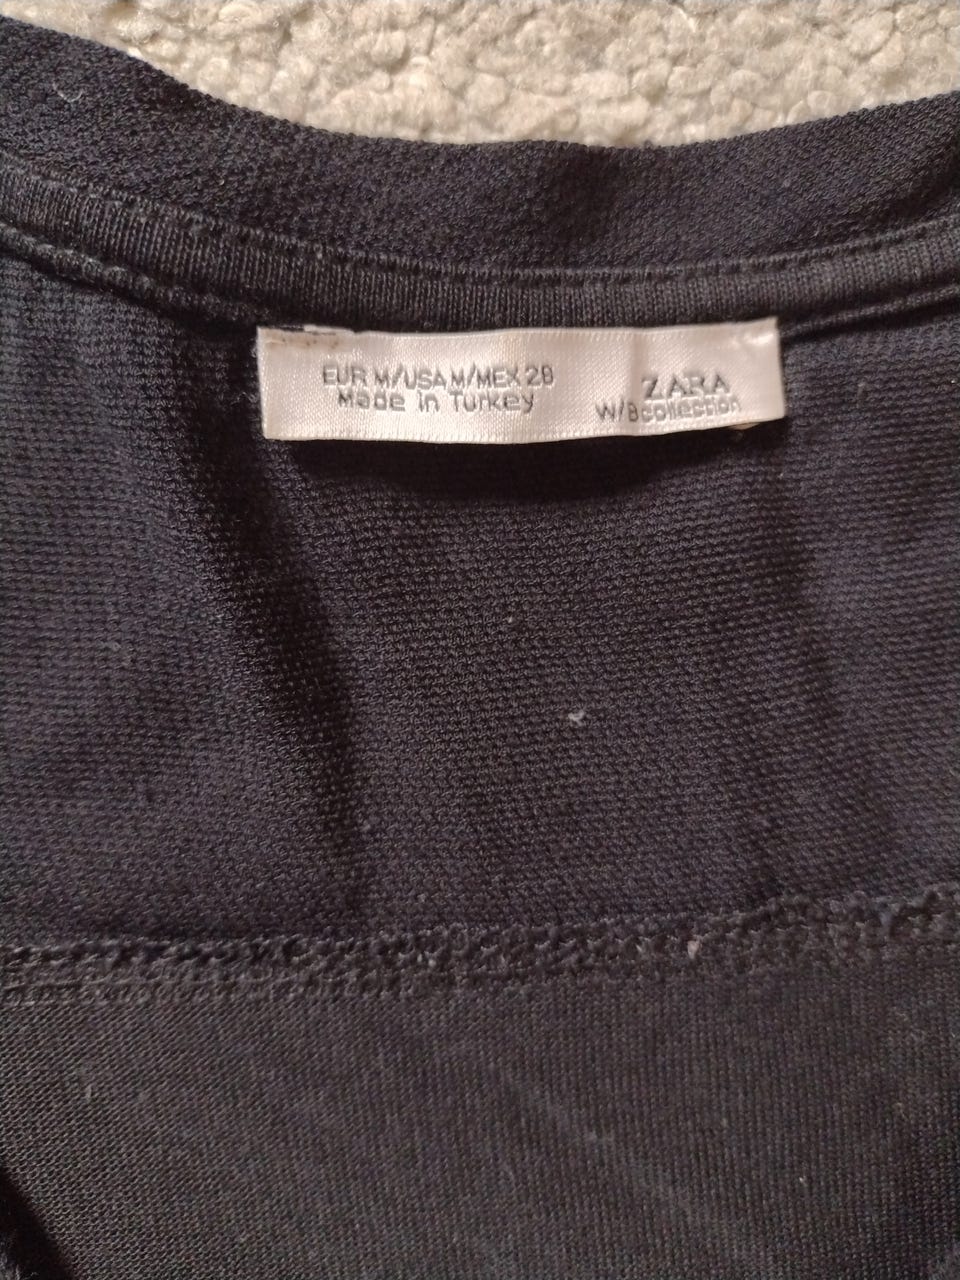 EUR M/USA M/MEX 28
Made in Turkey
ZARA
W/B collection